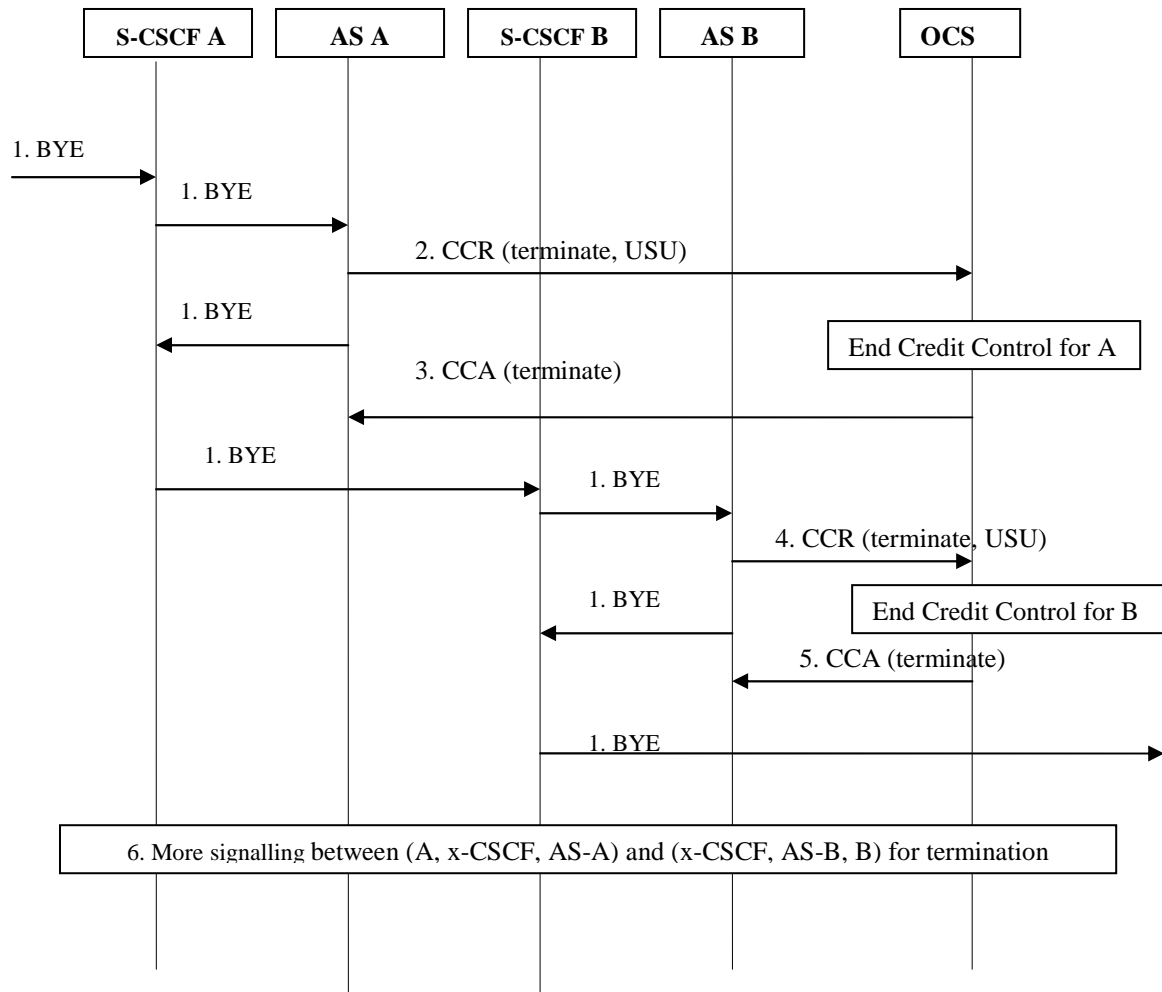 S-CSCF A
AS A
S-CSCF B
AS B
OCS
1. BYE
1. BYE
2. CCR (terminate, USU)
1. BYE
End Credit Control for A
3. CCA (terminate)
1. BYE
1. BYE
4. CCR (terminate, USU)
1. BYE
End Credit Control for B
5. CCA (terminate)
1. BYE
6. More signalling between (A, x-CSCF, AS-A) and (x-CSCF, AS-B, B) for termination